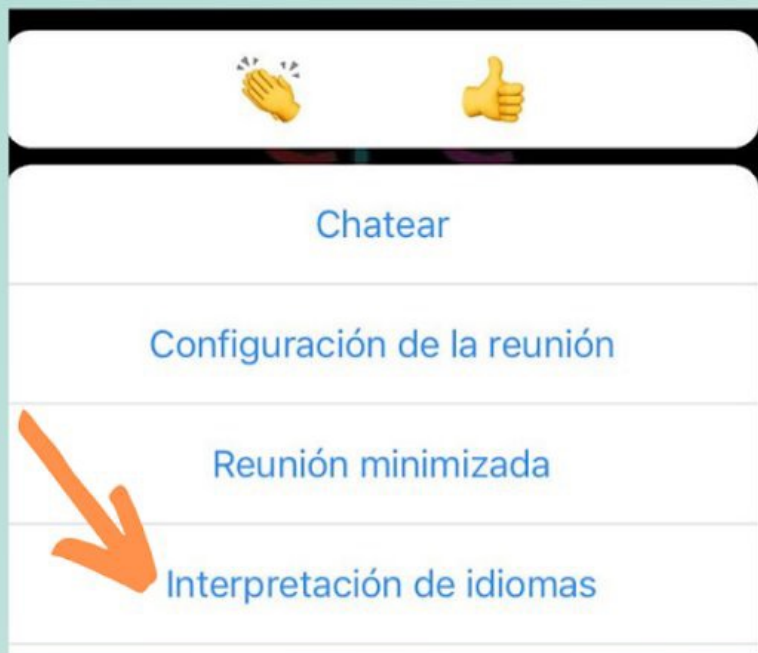 Chatear
Configuración de la reunión
Reunión minimizada
Interpretación de idiomas